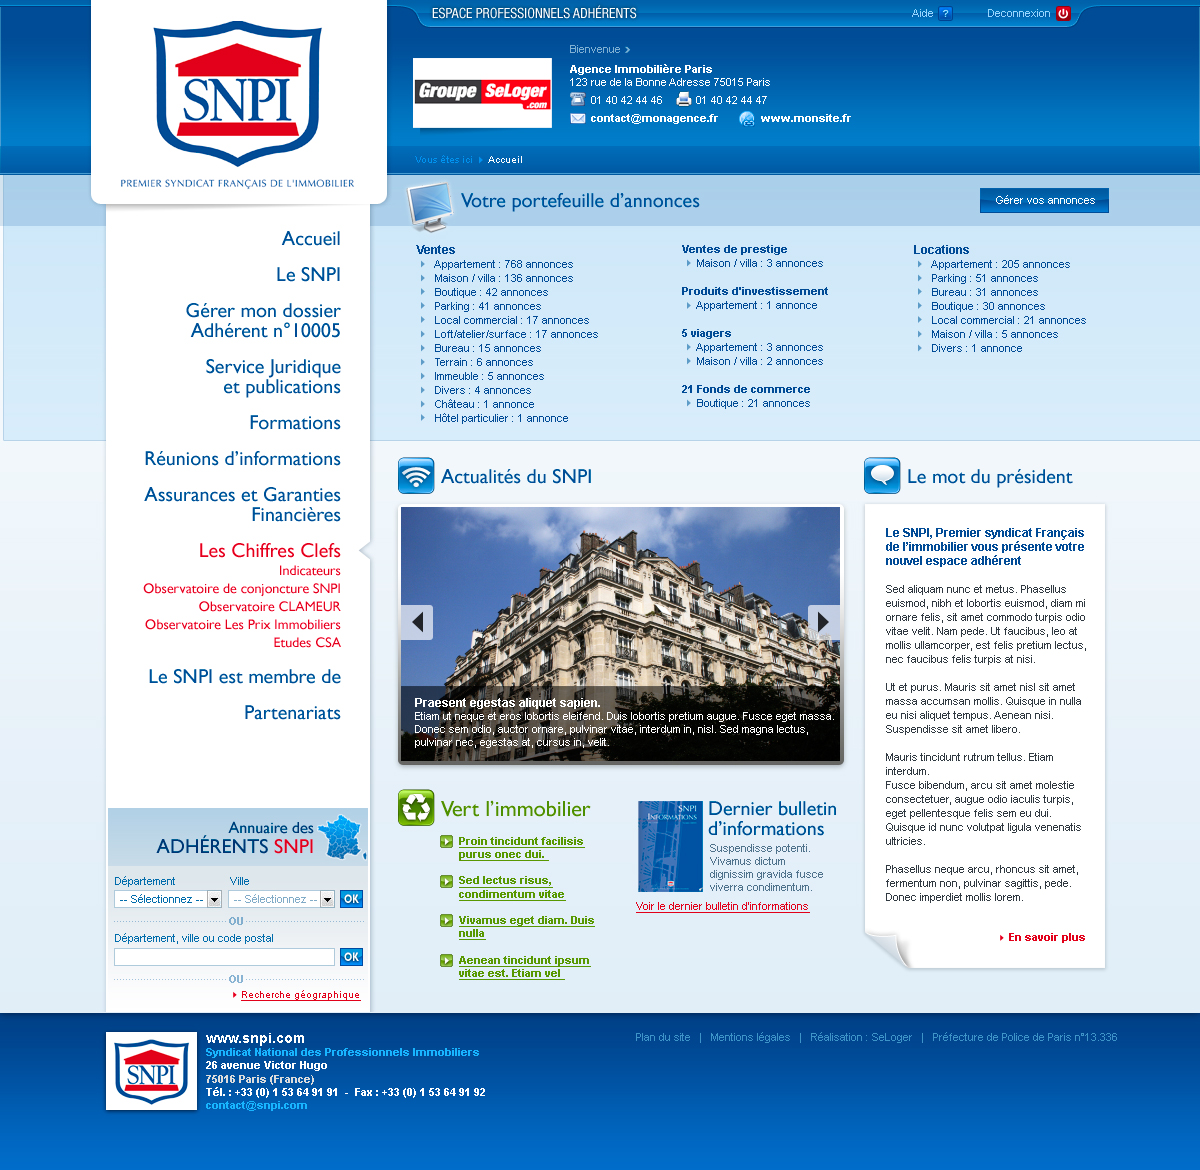 ESPACE PROFESSIONNELS ADHÉRENTS
Aide ?
Deconnexion
SNPI
PREMIER SYNDICAT FRANÇAIS DE L'IMMOBILIER
Groupe SeLoger .com
Bienvenue
Agence Immobilière Paris
123 rue de la Bonne Adresse 75015 Paris
01 40 42 44 46 01 40 42 44 47
contact@monagence.fr www.monsite.fr
Vous êtes ici Accueil
Accueil
Le SNPI
Gérer mon dossier
Adhérent n°10005
Service Juridique
et publications
Formations
Réunions d'informations
Assurances et Garanties
Financières
Les Chiffres Clefs
Indicateurs
Observatoire de conjoncture SNPI
Observatoire CLAMEUR
Observatoire Les Prix Immobiliers
Etudes CSA
Le SNPI est membre de
Partenariats
Annuaire des
ADHÉRENTS SNPI
Département Ville
-- Sélectionnez -- -- Sélectionnez -- OK
OU
Département, ville ou code postal
OK
OU
Recherche géographique
Votre portefeuille d'annonces
Gérer vos annonces
Ventes
Appartement : 768 annonces
Maison / villa : 136 annonces
Boutique : 42 annonces
Parking : 41 annonces
Local commercial : 17 annonces
Loft/atelier/surface : 17 annonces
Bureau : 15 annonces
Terrain : 6 annonces
Immeuble : 5 annonces
Divers : 4 annonces
Château : 1 annonce
Hôtel particulier : 1 annonce
Ventes de prestige
Maison / villa : 3 annonces
Produits d'investissement
Appartement : 1 annonce
5 viagers
Appartement : 3 annonces
Maison / villa : 2 annonces
21 Fonds de commerce
Boutique : 21 annonces
Locations
Appartement : 205 annonces
Parking : 51 annonces
Bureau : 31 annonces
Boutique : 30 annonces
Local commercial : 21 annonces
Maison / villa : 5 annonces
Divers : 1 annonce
Actualités du SNPI
Praesent egestas aliquet sapien.
Etiam ut neque et eros lobortis eleifend. Duis lobortis pretium augue. Fusce eget massa.
Donec sem odio, auctor ornare, pulvinar vitae, interdum in, nisl. Sed magna lectus,
pulvinar nec, egestas at, cursus in, velit.
Vert l'immobilier
Proin tincidunt facilisis
purus onec dui.
Sed lectus risus,
condimentum vitae
Vivamus eget diam. Duis
nulla
Aenean tincidunt ipsum
vitae est. Etiam vel
SNPI
INFORMATIONS
Dernier bulletin
d'informations
Suspendisse potenti.
Vivamus dictum
dignissim gravida fusce
viverra condimentum.
Voir le dernier bulletin d'informations
Le mot du président
Le SNPI, Premier syndicat Français
de l'immobilier vous présente votre
nouvel espace adhérent
Sed aliquam nunc et metus. Phasellus
euismod, nibh et lobortis euismod, diam mi
ornare felis, sit amet commodo turpis odio
vitae velit. Nam pede. Ut faucibus, leo at
mollis ullamcorper, est felis pretium lectus,
nec faucibus felis turpis at nisi.
Ut et purus. Mauris sit amet nisl sit amet
massa accumsan mollis. Quisque in nulla
eu nisi aliquet tempus. Aenean nisi.
Suspendisse sit amet libero.
Mauris tincidunt rutrum tellus. Etiam
interdum.
Fusce bibendum, arcu sit amet molestie
consectetuer, augue odio iaculis turpis,
eget pellentesque felis sem eu dui.
Quisque id nunc volutpat ligula venenatis
ultricies.
Phasellus neque arcu, rhoncus sit amet,
fermentum non, pulvinar sagittis, pede.
Donec imperdiet mollis lorem.
En savoir plus
SNPI
www.snpi.com
Syndicat National des Professionnels Immobiliers
26 avenue Victor Hugo
75016 Paris (France)
Tél. : +33 (0) 1 53 64 91 91 - Fax : +33 (0) 1 53 64 91 92
contact@snpi.com
Plan du site | Mentions légales | Réalisation : SeLoger | Préfecture de Police de Paris n°13.336